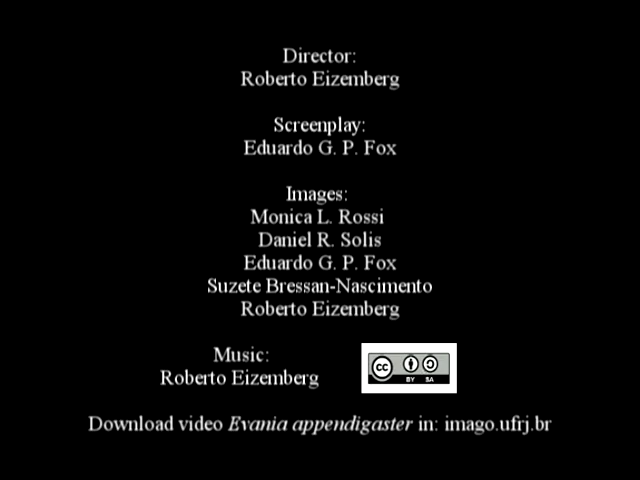 Director:
Roberto Eizemberg
Screenplay:
Eduardo G. P. Fox
Images:
Monica L. Rossi
Daniel R. Solis
Eduardo G. P. Fox
Suzete Bressan-Nascimento
Roberto Eizemberg
Music:
Roberto Eizemberg
cc
BY SA
Download video Evania appendigaster in: imago.ufrj.br